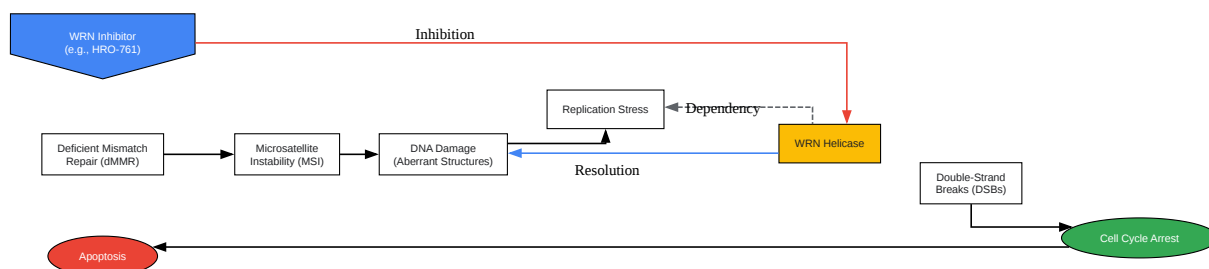 WRN Inhibitor
(e.g., HRO-761)
Inhibition
Replication Stress
Dependency
Deficient Mismatch
Repair (dMMR)
Microsatellite
Instability (MSI)
DNA Damage
(Aberrant Structures)
WRN Helicase
Resolution
Double-Strand
Breaks (DSBs)
Cell Cycle Arrest
Apoptosis